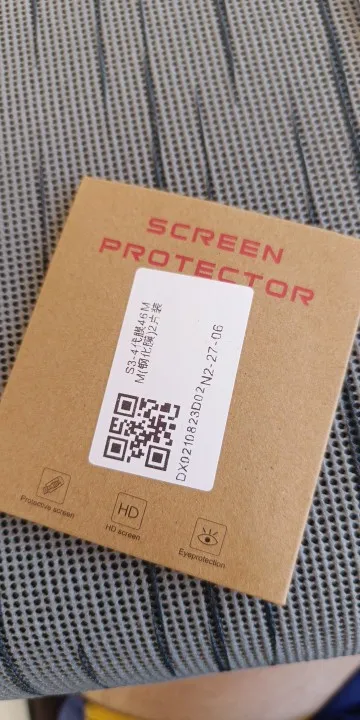 SCREEN
PROTECTOR
S3-4代膜46M
M(钢化膜)2片装
DX0210823D02N2-27-06
Protective screen
HD
HD screen
Eyeprotection